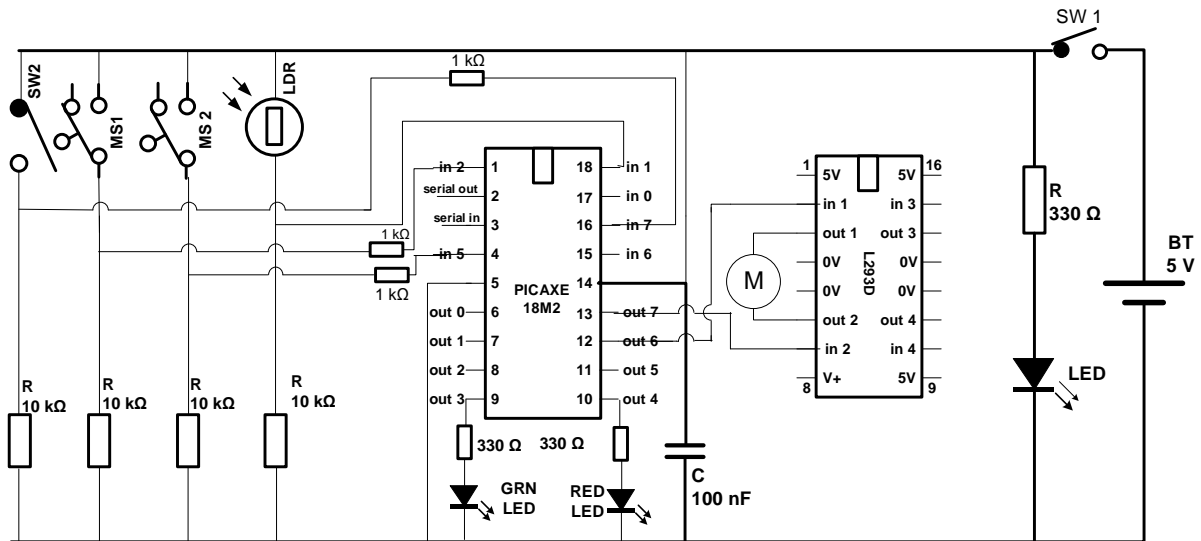 SW 1
SW2
MS1
MS 2
LDR
1 kΩ
1 kΩ
1 kΩ
in 2 1
serial out 2
serial in 3
in 5 4
5
out 0 6
out 1 7
out 2 8
out 3 9
PICAXE
18M2
18 in 1
17 in 0
16 in 7
15 in 6
14
13 out 7
12 out 6
11 out 5
10 out 4
M
1 5V
in 1
out 1
0V
0V
out 2
in 2
8 V+
L293D
5V 16
in 3
out 3
0V
0V
out 4
in 4
5V 9
R
330 Ω
BT
5 V
LED
R
10 kΩ
R
10 kΩ
R
10 kΩ
R
10 kΩ
330 Ω
330 Ω
GRN
LED
RED
LED
C
100 nF